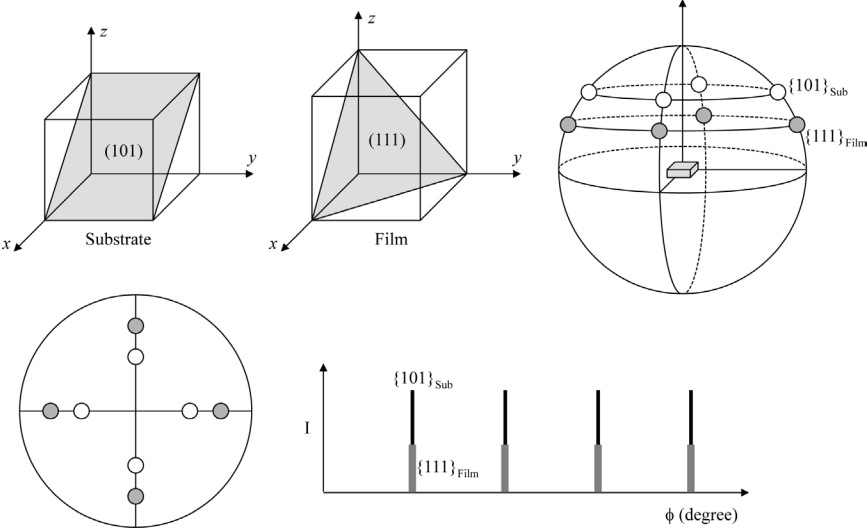 z
(101)
y
x
Substrate
z
(111)
y
x
Film
{101}Sub
{111}Film
{101}Sub
I
{111}Film
ϕ (degree)